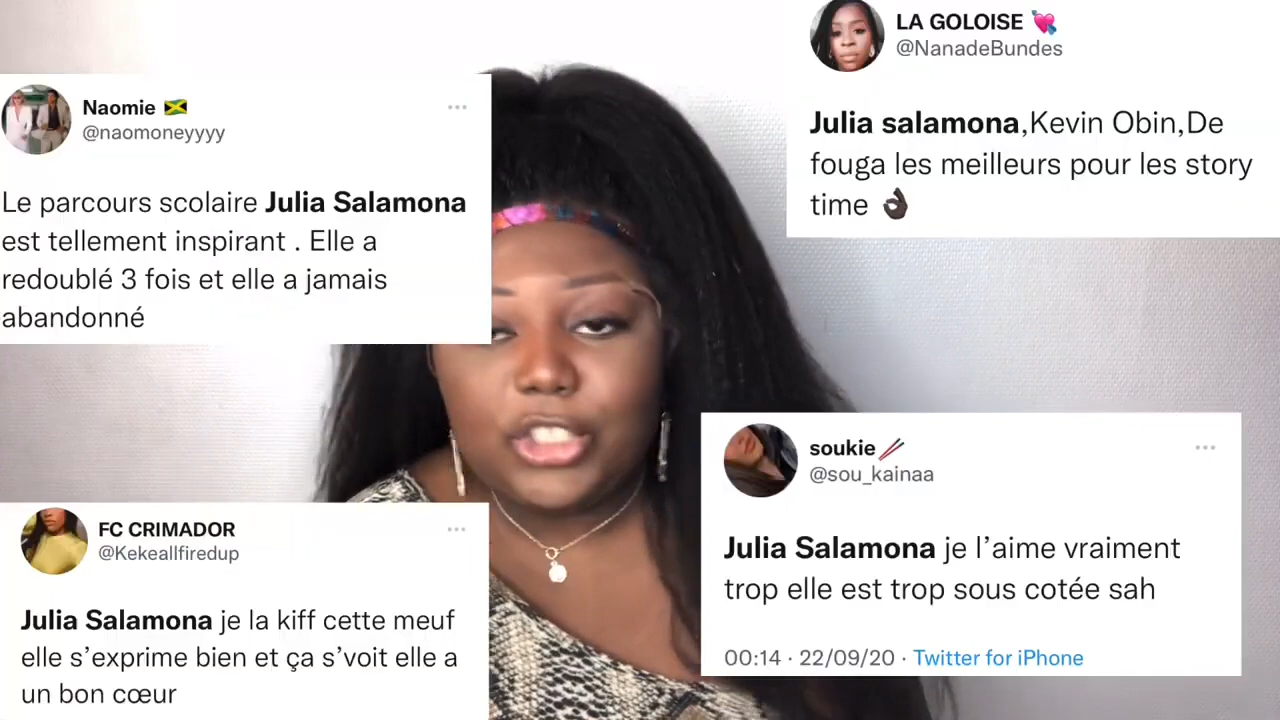 LA GOLOISE 💘
@NanadeBundes
Julia salamona,Kevin Obin,De
fouga les meilleurs pour les story
time 👌🏿
Naomie 🇯🇲
@naomoneyyyy
Le parcours scolaire Julia Salamona
est tellement inspirant . Elle a
redoublé 3 fois et elle a jamais
abandonné
soukie🥢
@sou_kainaa
Julia Salamona je l’aime vraiment
trop elle est trop sous cotée sah
00:14 · 22/09/20 · Twitter for iPhone
FC CRIMADOR
@Kekeallfiredup
Julia Salamona je la kiff cette meuf
elle s’exprime bien et ça s’voit elle a
un bon cœur